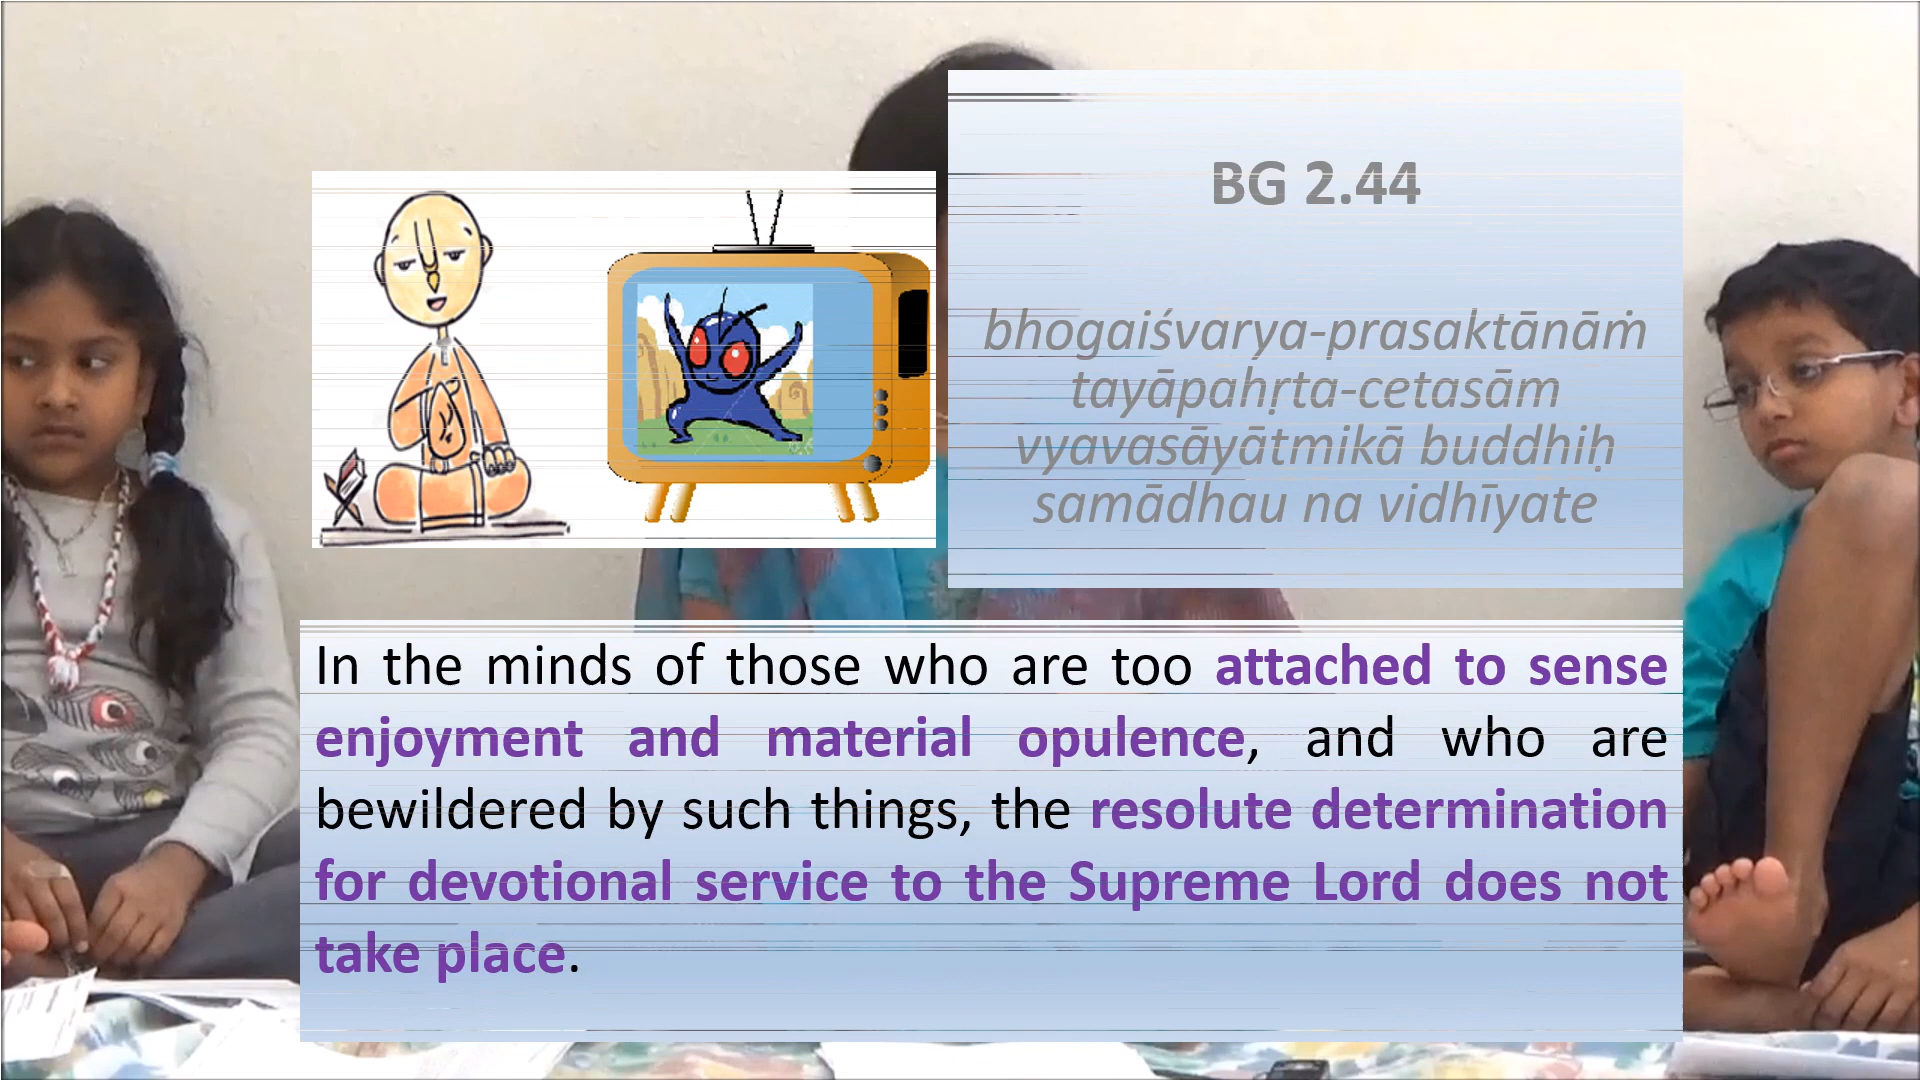 BG 2.44
bhogaiśvarya-prasaktānāṁ
tayāpahṛta-cetasām
vyavasāyātmikā buddhiḥ
samādhau na vidhīyate
In the minds of those who are too attached to sense
enjoyment and material opulence, and who are
bewildered by such things, the resolute determination
for devotional service to the Supreme Lord does not
take place.